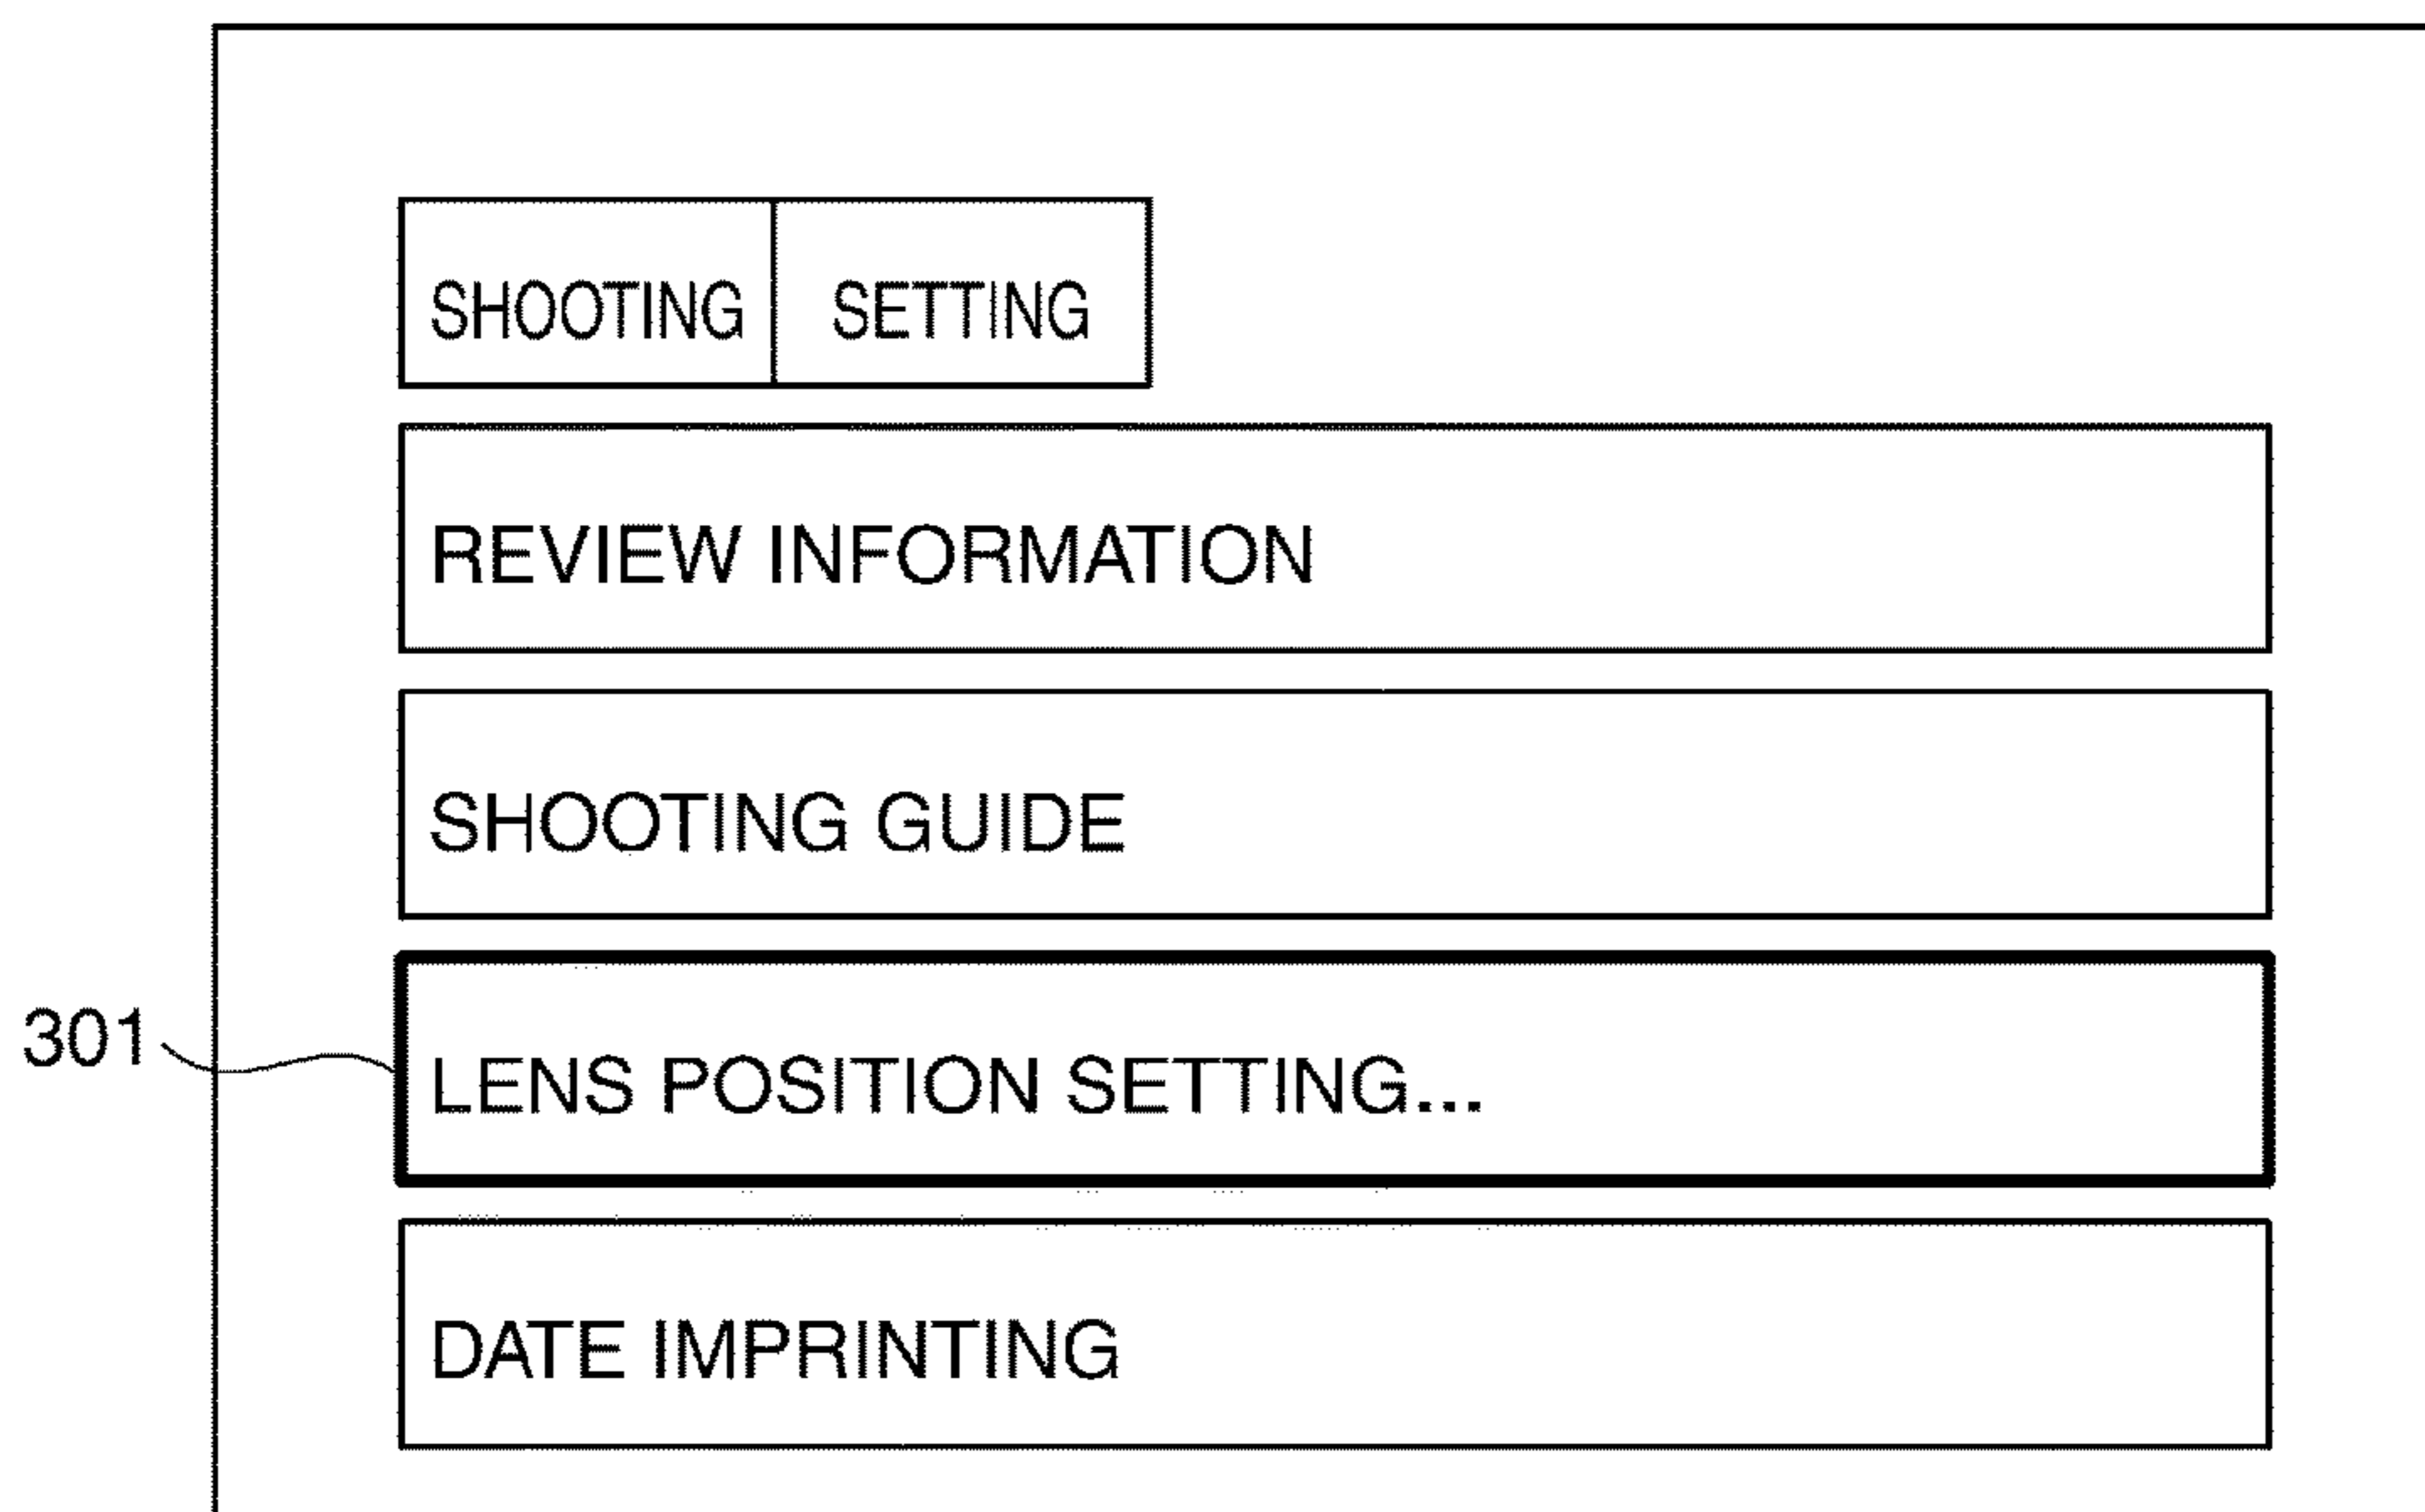 SHOOTING SETTING
REVIEW INFORMATION
SHOOTING GUIDE
301 LENS POSITION SETTING...
DATE IMPRINTING